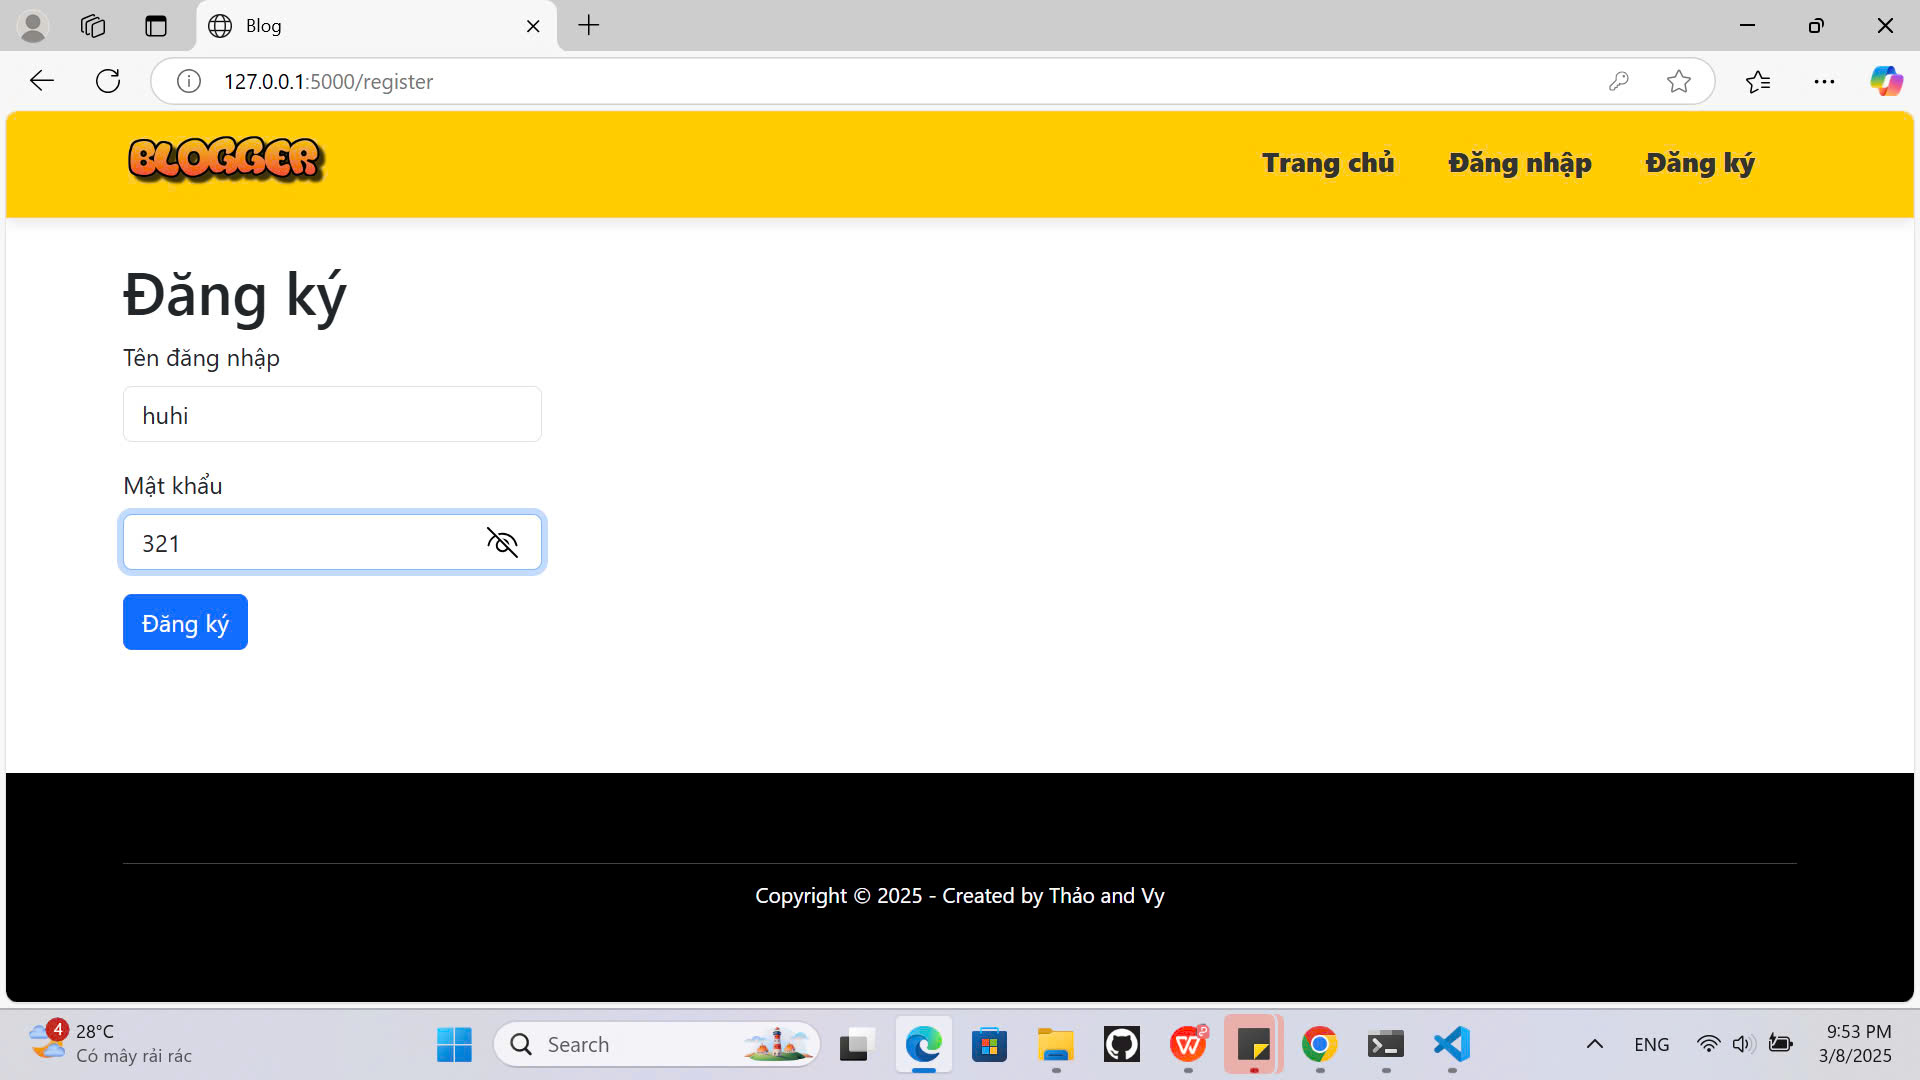 Blog
127.0.0.1:5000/register
BLOGGER
Trang chủ Đăng nhập Đăng ký
Đăng ký
Tên đăng nhập
huhi
Mật khẩu
321
Đăng ký
Copyright © 2025 - Created by Thảo and Vy
4
28°C
Có mây rải rác
Search
ENG
9:53 PM
3/8/2025